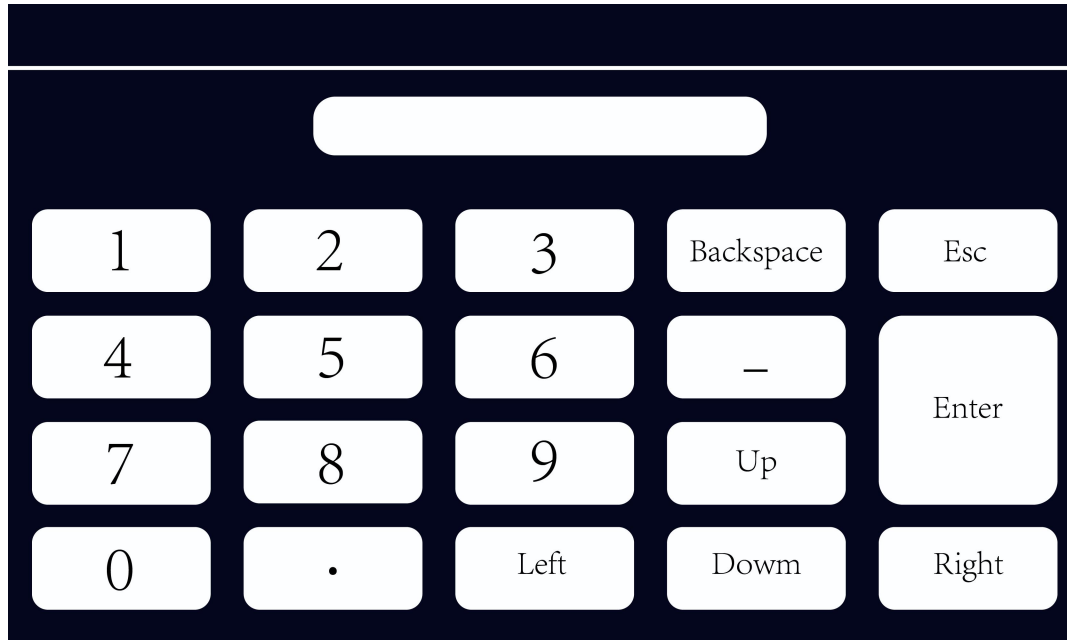 1 2 3 Backspace Esc
4 5 6 _
Enter
7 8 9 Up
0 . Left Dowm Right